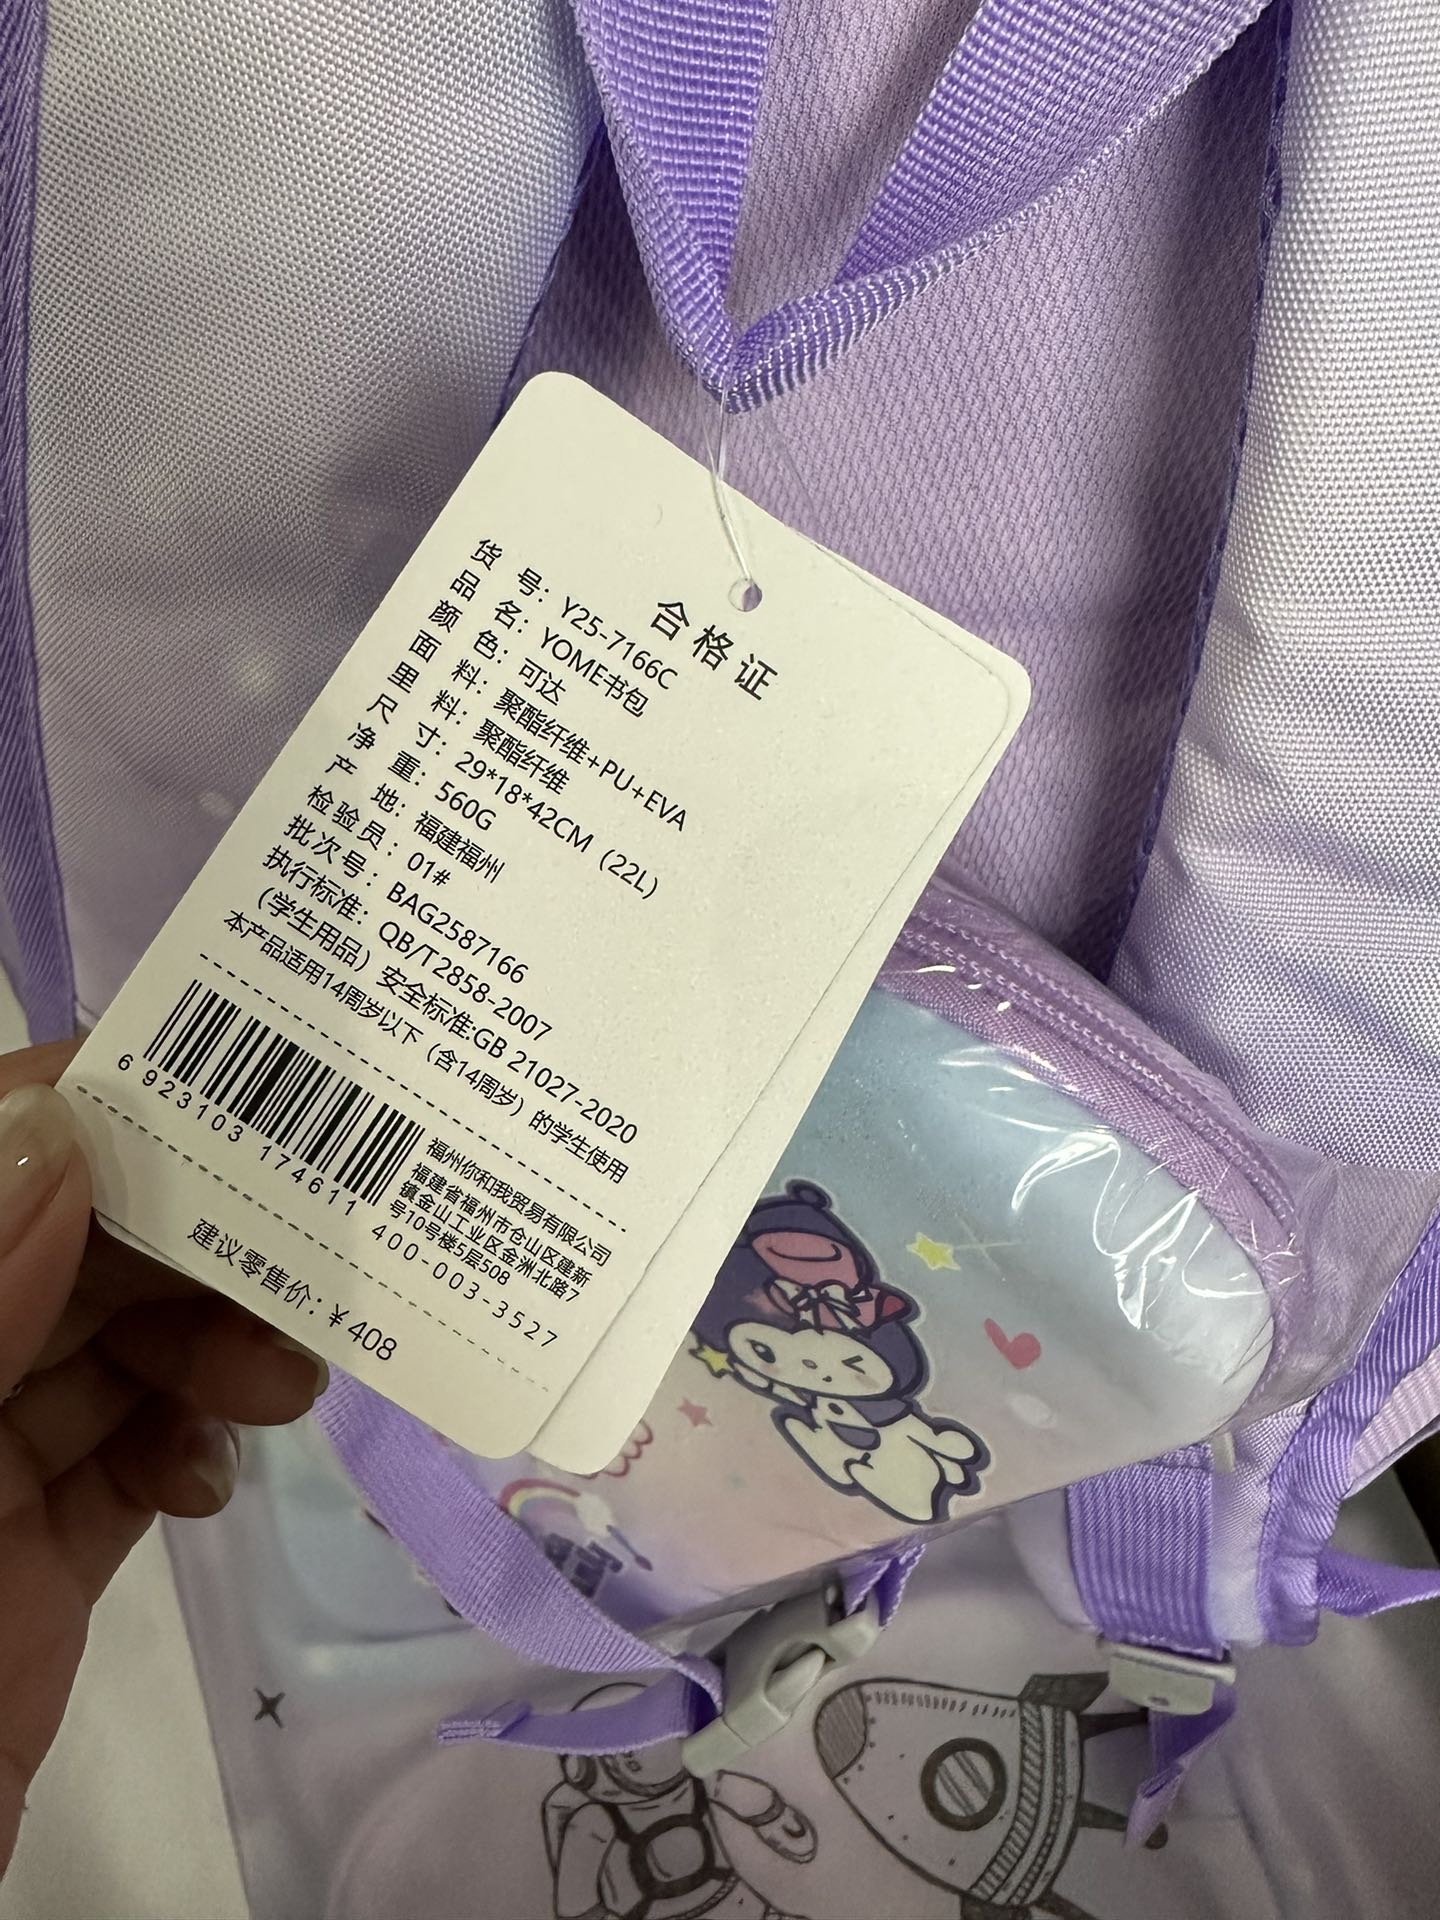 合格证
货号：Y25-7166C
品名：YOME书包
颜色：可达
面料：聚酯纤维+PU+EVA
里料：聚酯纤维
尺寸：29*18*42CM（22L）
净重：560G
产地：福建福州
检验员：01#
批次号：BAG2587166
执行标准：QB/T2858-2007
（学生用品）安全标准:GB 21027-2020
本产品适用14周岁以下（含14周岁）的学生使用
6 923103 174611
福州你和我贸易有限公司
福建省福州市仓山区建新
镇金山工业区金洲北路7
号10号楼5层508
400-003-3527
建议零售价：¥408